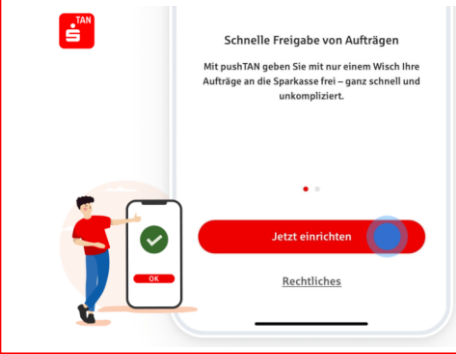 TAN
S
Schnelle Freigabe von Aufträgen
Mit pushTAN geben Sie mit nur einem Wisch Ihre
Aufträge an die Sparkasse frei – ganz schnell und
unkompliziert.
Jetzt einrichten
OK
Rechtliches